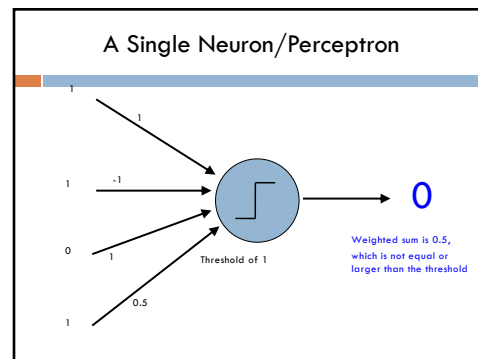 A Single Neuron/Perceptron
1
1
1
-1
0
1
Threshold of 1
1
0.5
0
Weighted sum is 0.5,
which is not equal or
larger than the threshold